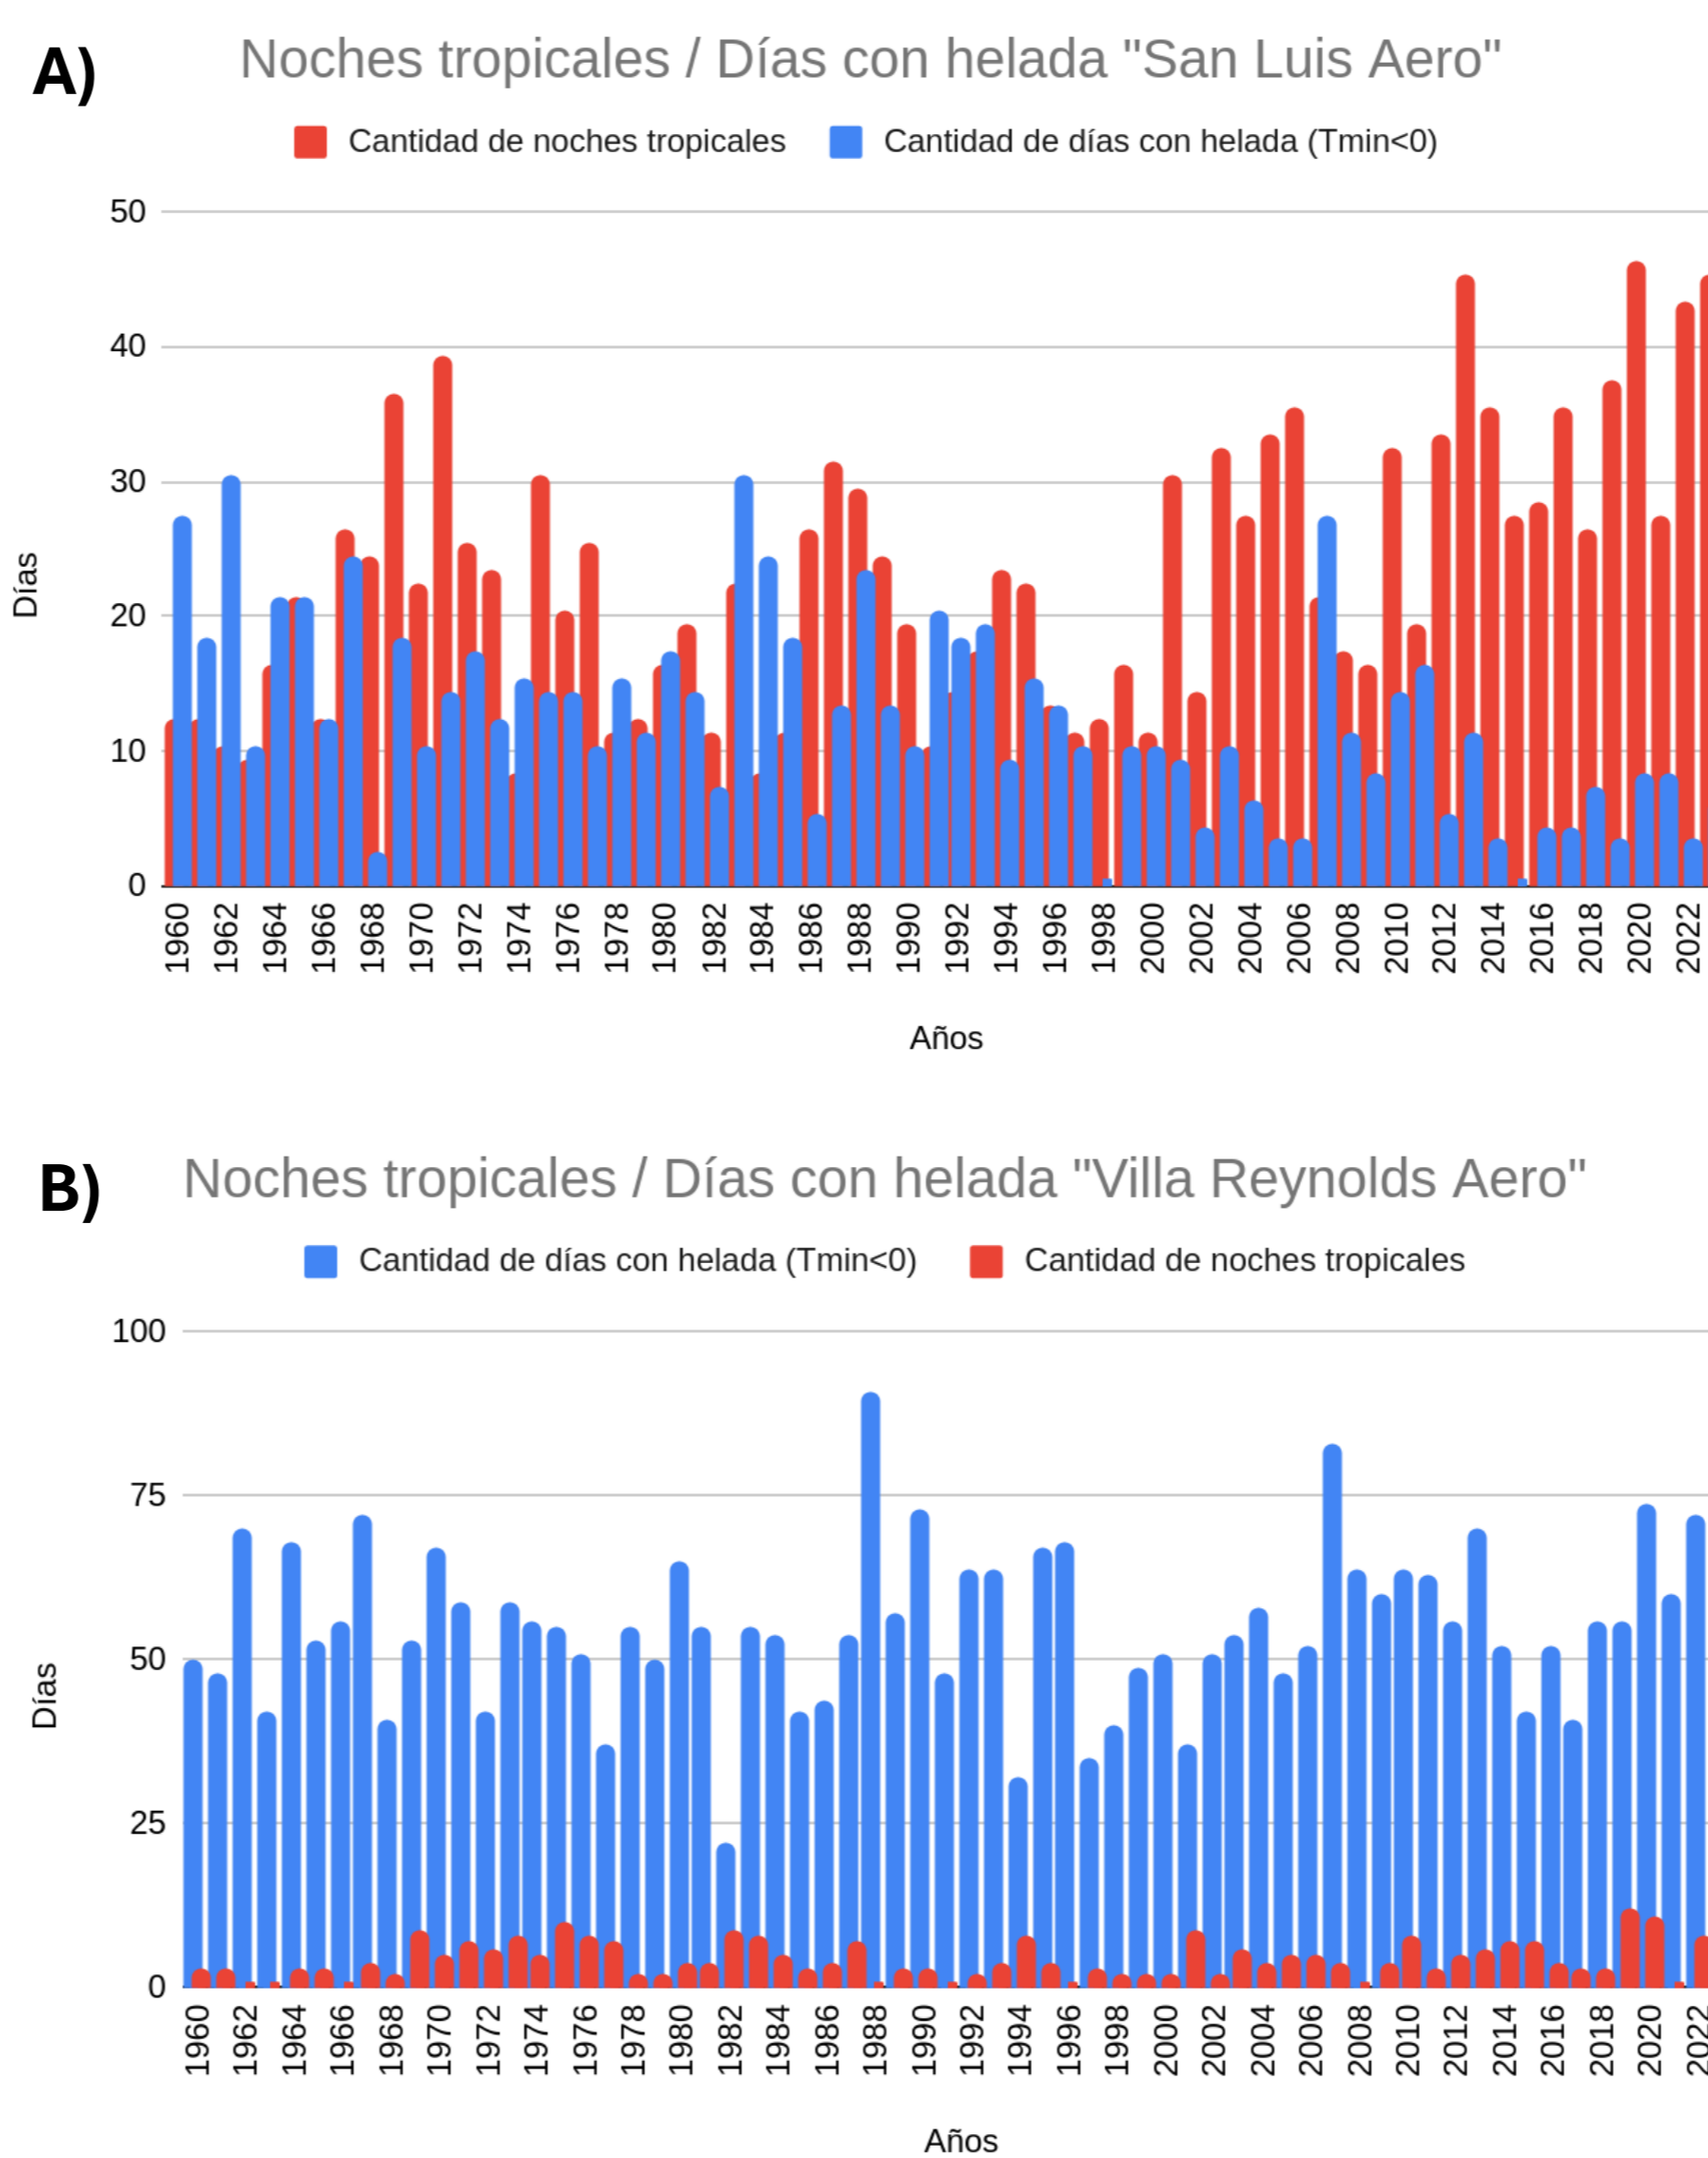 A)
Noches tropicales / Días con helada "San Luis Aero"
Cantidad de noches tropicales
Cantidad de días con helada (Tmin<0)
50
40
30
20
10
0
Días
1960 1962 1964 1966 1968 1970 1972 1974 1976 1978 1980 1982 1984 1986 1988 1990 1992 1994 1996 1998 2000 2002 2004 2006 2008 2010 2012 2014 2016 2018 2020 2022
Años
B)
Noches tropicales / Días con helada "Villa Reynolds Aero"
Cantidad de días con helada (Tmin<0)
Cantidad de noches tropicales
100
75
50
25
0
Días
1960 1962 1964 1966 1968 1970 1972 1974 1976 1978 1980 1982 1984 1986 1988 1990 1992 1994 1996 1998 2000 2002 2004 2006 2008 2010 2012 2014 2016 2018 2020 2022
Años